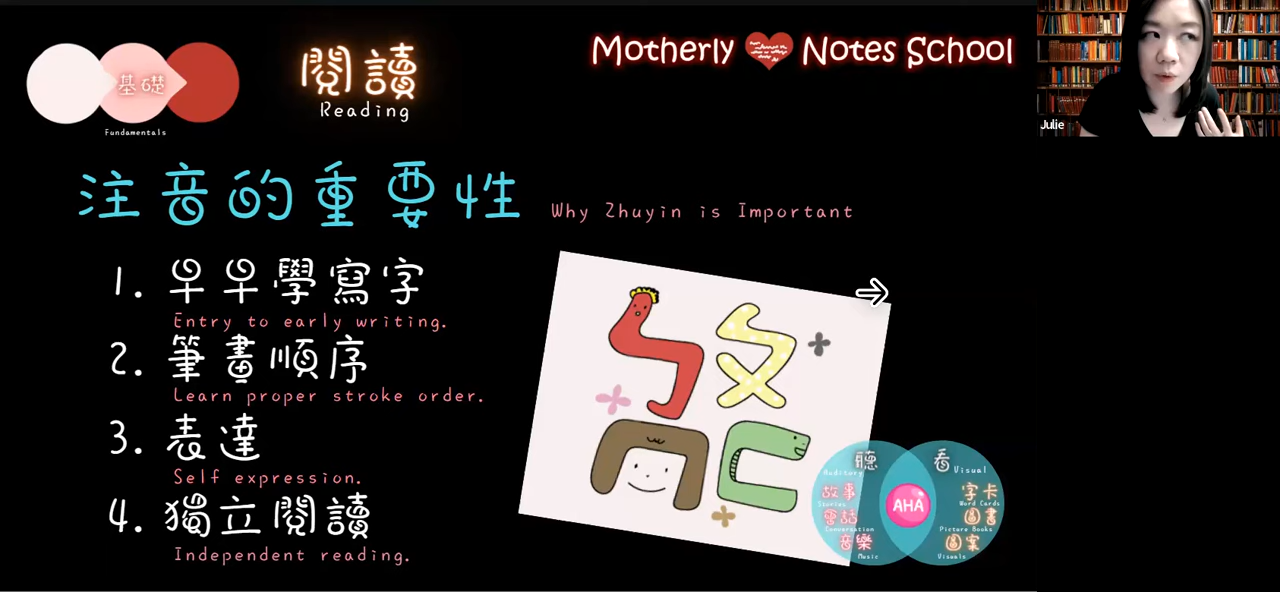 基礎
Fundamentals
閱讀
Reading
Motherly Notes School
Julie
注音的重要性
Why Zhuyin is Important
1. 早早學寫字
Entry to early writing.
2. 筆畫順序
Learn proper stroke order.
3. 表達
Self expression.
4. 獨立閱讀
Independent reading.
ㄅㄆ
ㄇㄈ
聽
Auditory
故事
Stories
電話
Conversation
音樂
Music
AHA
看
Visual
字卡
Word Cards
圖書
Picture Books
圖案
Visuals